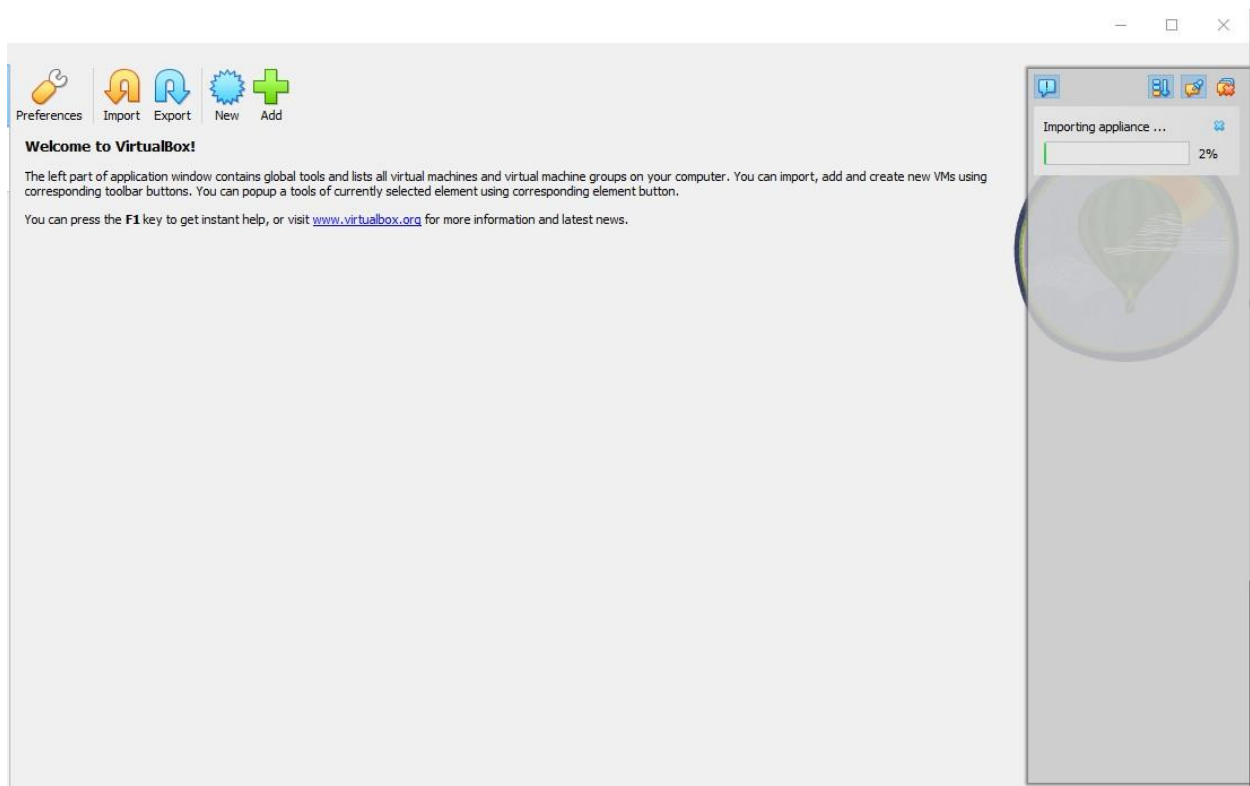 Preferences Import Export New Add
Welcome to VirtualBox!
The left part of application window contains global tools and lists all virtual machines and virtual machine groups on your computer. You can import, add and create new VMs using
corresponding toolbar buttons. You can popup a tools of currently selected element using corresponding element button.
You can press the F1 key to get instant help, or visit www.virtualbox.org for more information and latest news.
Importing appliance ...
2%